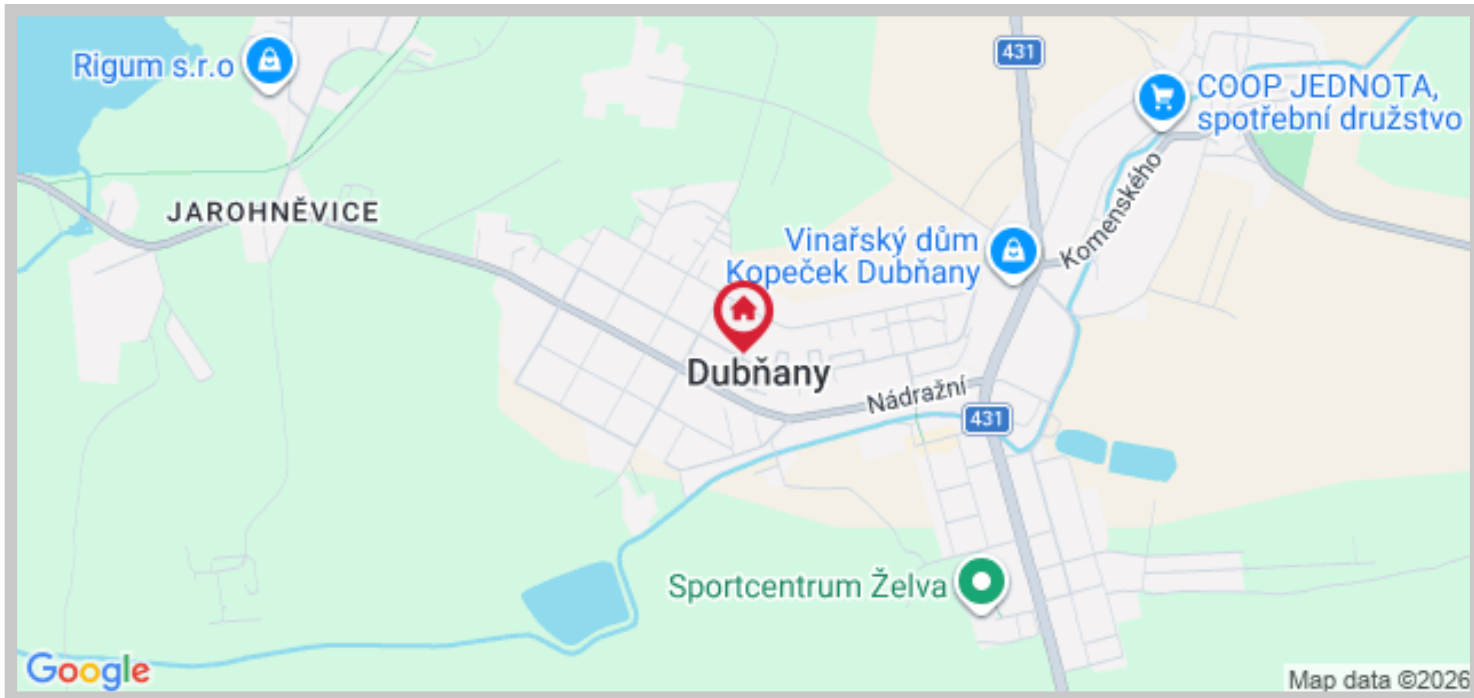 431
Rigum s.r.o
COOP JEDNOTA,
spotřební družstvo
Komenského
JAROHNĚVICE
Vinařský dům
Kopeček Dubňany
Dubňany
Nádražní
431
Sportcentrum Želva
Google
Map data ©2026